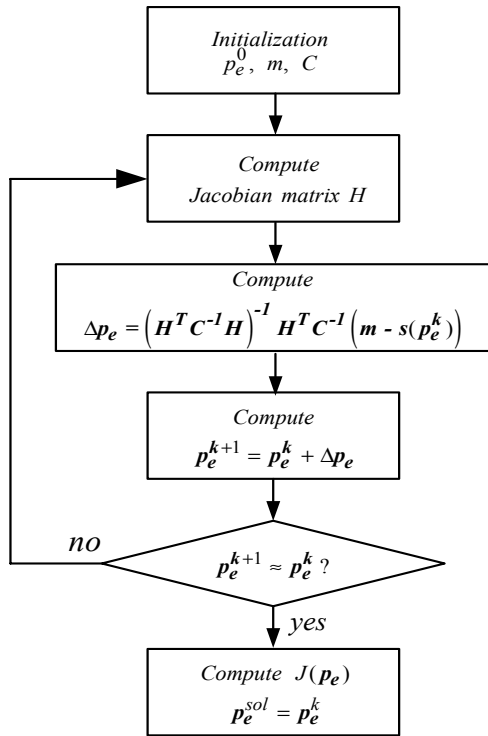 Initialization
p_e^0, m, C
Compute
Jacobian matrix H
Compute
Δp_e = (H^T C^-1 H)^-1 H^T C^-1 (m - s(p_e^k))
Compute
p_e^k+1 = p_e^k + Δp_e
no
p_e^k+1 ≈ p_e^k ?
yes
Compute J(p_e)
p_e^sol = p_e^k